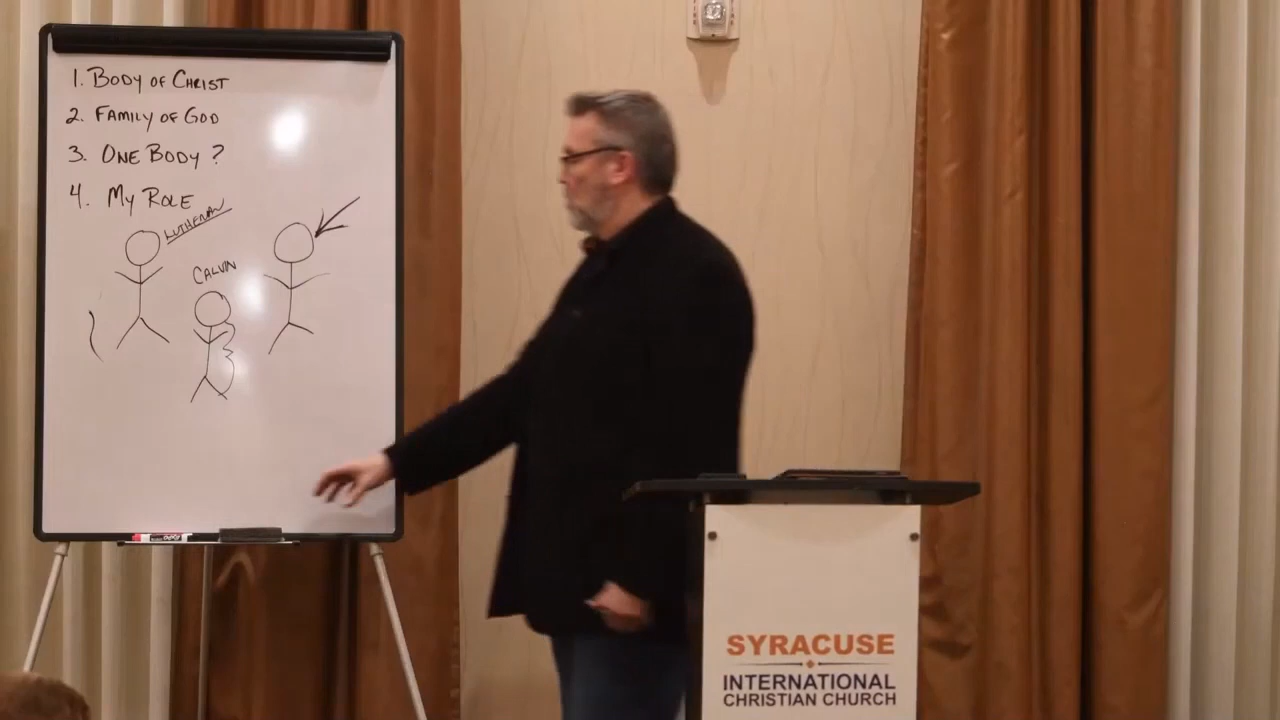 1. BODY OF CHRIST
2. FAMILY OF GOD
3. ONE BODY ?
4. MY ROLE
LUTHERAN
CALVIN
SYRACUSE
INTERNATIONAL
CHRISTIAN CHURCH